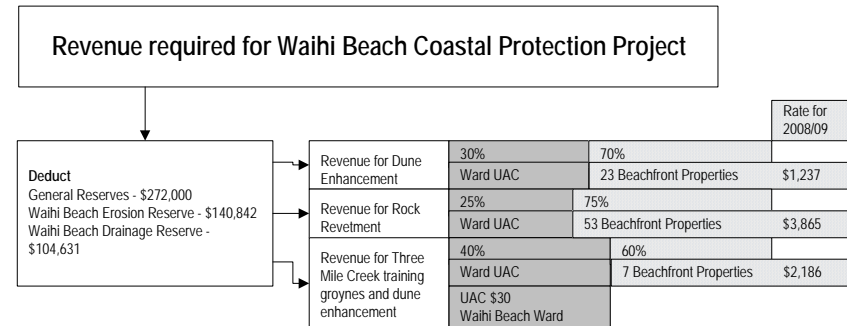 Revenue required for Waihi Beach Coastal Protection Project
Rate for
2008/09
Deduct
General Reserves - $272,000
Waihi Beach Erosion Reserve - $140,842
Waihi Beach Drainage Reserve -
$104,631
Revenue for Dune
Enhancement
30%
70%
Ward UAC
23 Beachfront Properties
$1,237
Revenue for Rock
Revetment
25%
75%
Ward UAC
53 Beachfront Properties
$3,865
Revenue for Three
Mile Creek training
groynes and dune
enhancement
40%
60%
Ward UAC
7 Beachfront Properties
$2,186
UAC $30
Waihi Beach Ward